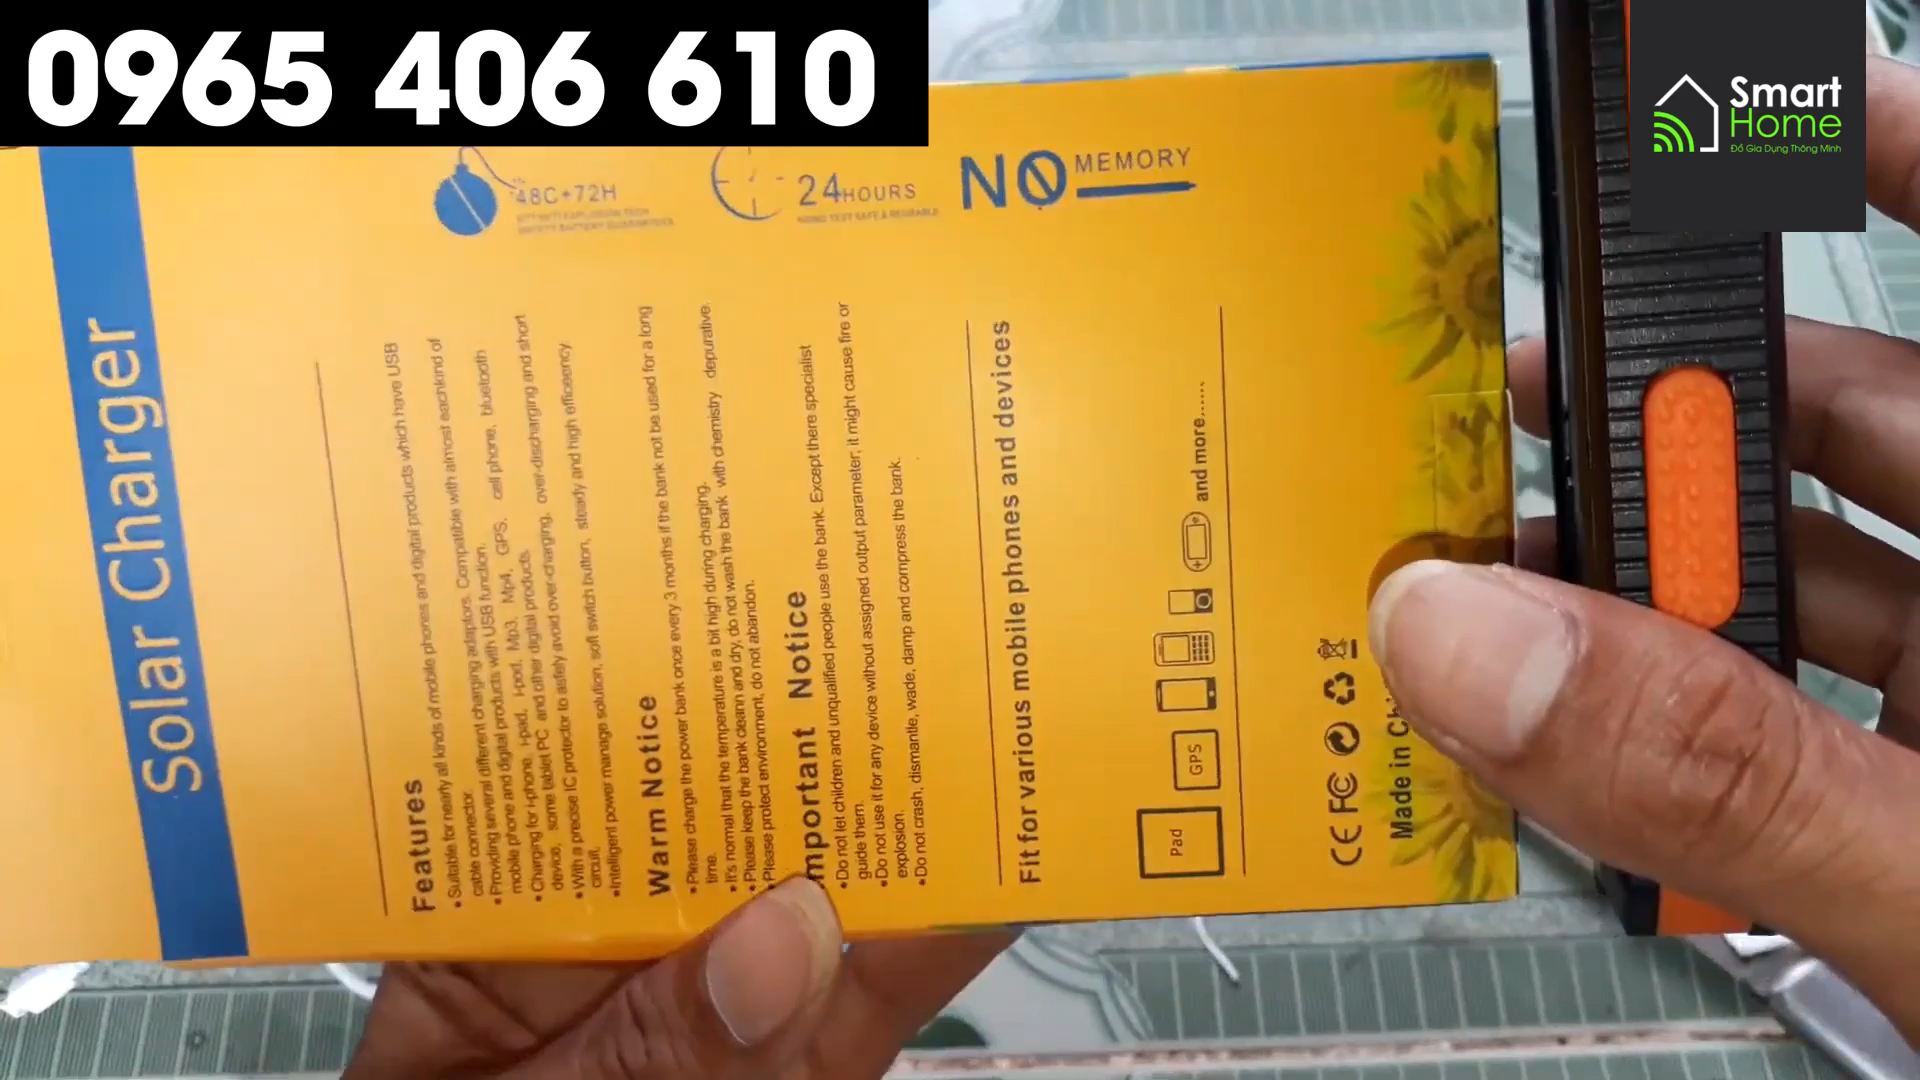 0965 406 610
Smart
Home
Đồ Gia Dụng Thông Minh
48C+72H
24HOURS
AGING TEST SAFE & REUSABLE
NO MEMORY
Solar Charger
Features
•Suitable for nearly all kinds of mobile phones and digital products which have USB
cable connector.
•Providing several different charging adaptors. Compatible with almost eachkind of
mobile phone and digital products with USB function.
•Charging for i-phone, i-pad, i-pod, Mp3, Mp4, GPS, cell phone, bluetooth
device, some tablet PC and other digital products.
•With a precise IC protector to asfely avoid over-charging, over-discharging and short
circuit.
•Intelligent power manage solution, soft switch button, steady and high efficeency.
Warm Notice
•Please charge the power bank once every 3 months if the bank not be used for a long
time.
•It's normal that the temperature is a bit high during charging.
•Please keep the bank cleann and dry, do not wash the bank with chemistry depurative.
•Please protect environment, do not abandon.
mportant Notice
•Do not let children and unqualified people use the bank. Except there specialist
guide them.
•Do not use it for any device without assigned output parameter; it might cause fire or
explosion.
•Do not crash, dismantle, wade, damp and compress the bank.
Fit for various mobile phones and devices
Pad
GPS
and more......
CE FC
Made in Chi